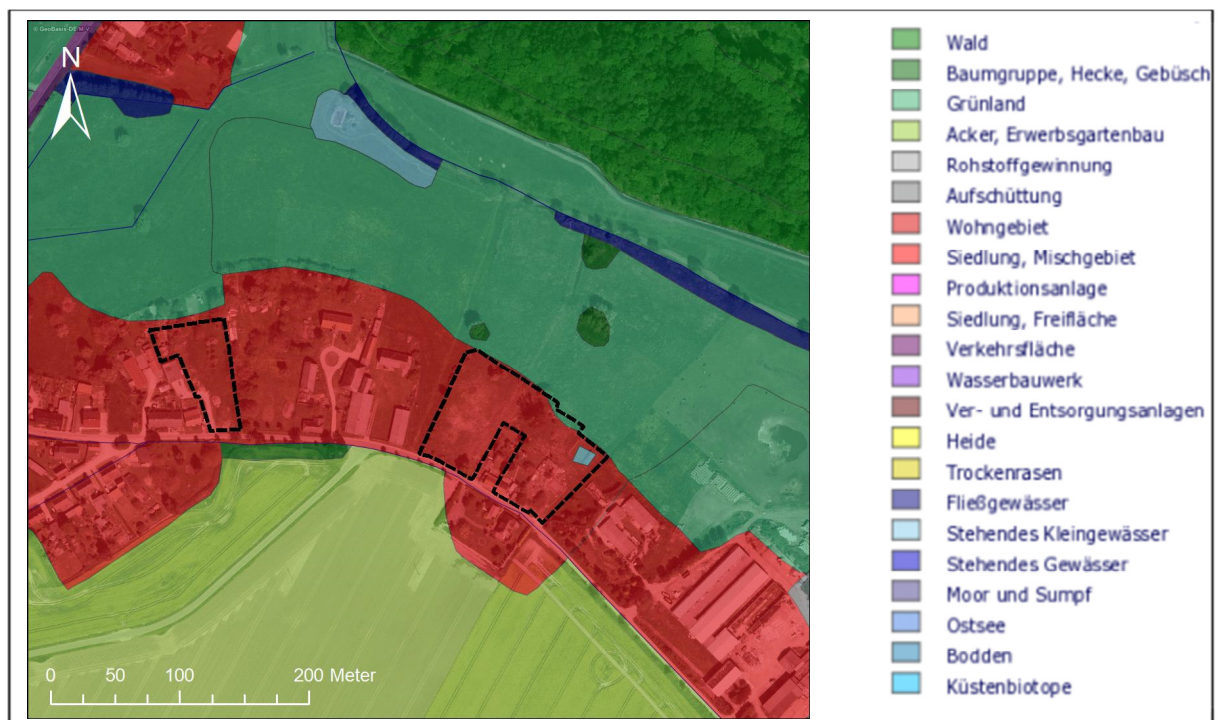 © GeoBasis-DE/M-V
N
0 50 100 200 Meter
Wald
Baumgruppe, Hecke, Gebüsch
Grünland
Acker, Erwerbsgartenbau
Rohstoffgewinnung
Aufschüttung
Wohngebiet
Siedlung, Mischgebiet
Produktionsanlage
Siedlung, Freifläche
Verkehrsfläche
Wasserbauwerk
Ver- und Entsorgungsanlagen
Heide
Trockenrasen
Fließgewässer
Stehendes Kleingewässer
Stehendes Gewässer
Moor und Sumpf
Ostsee
Bodden
Küstenbiotope